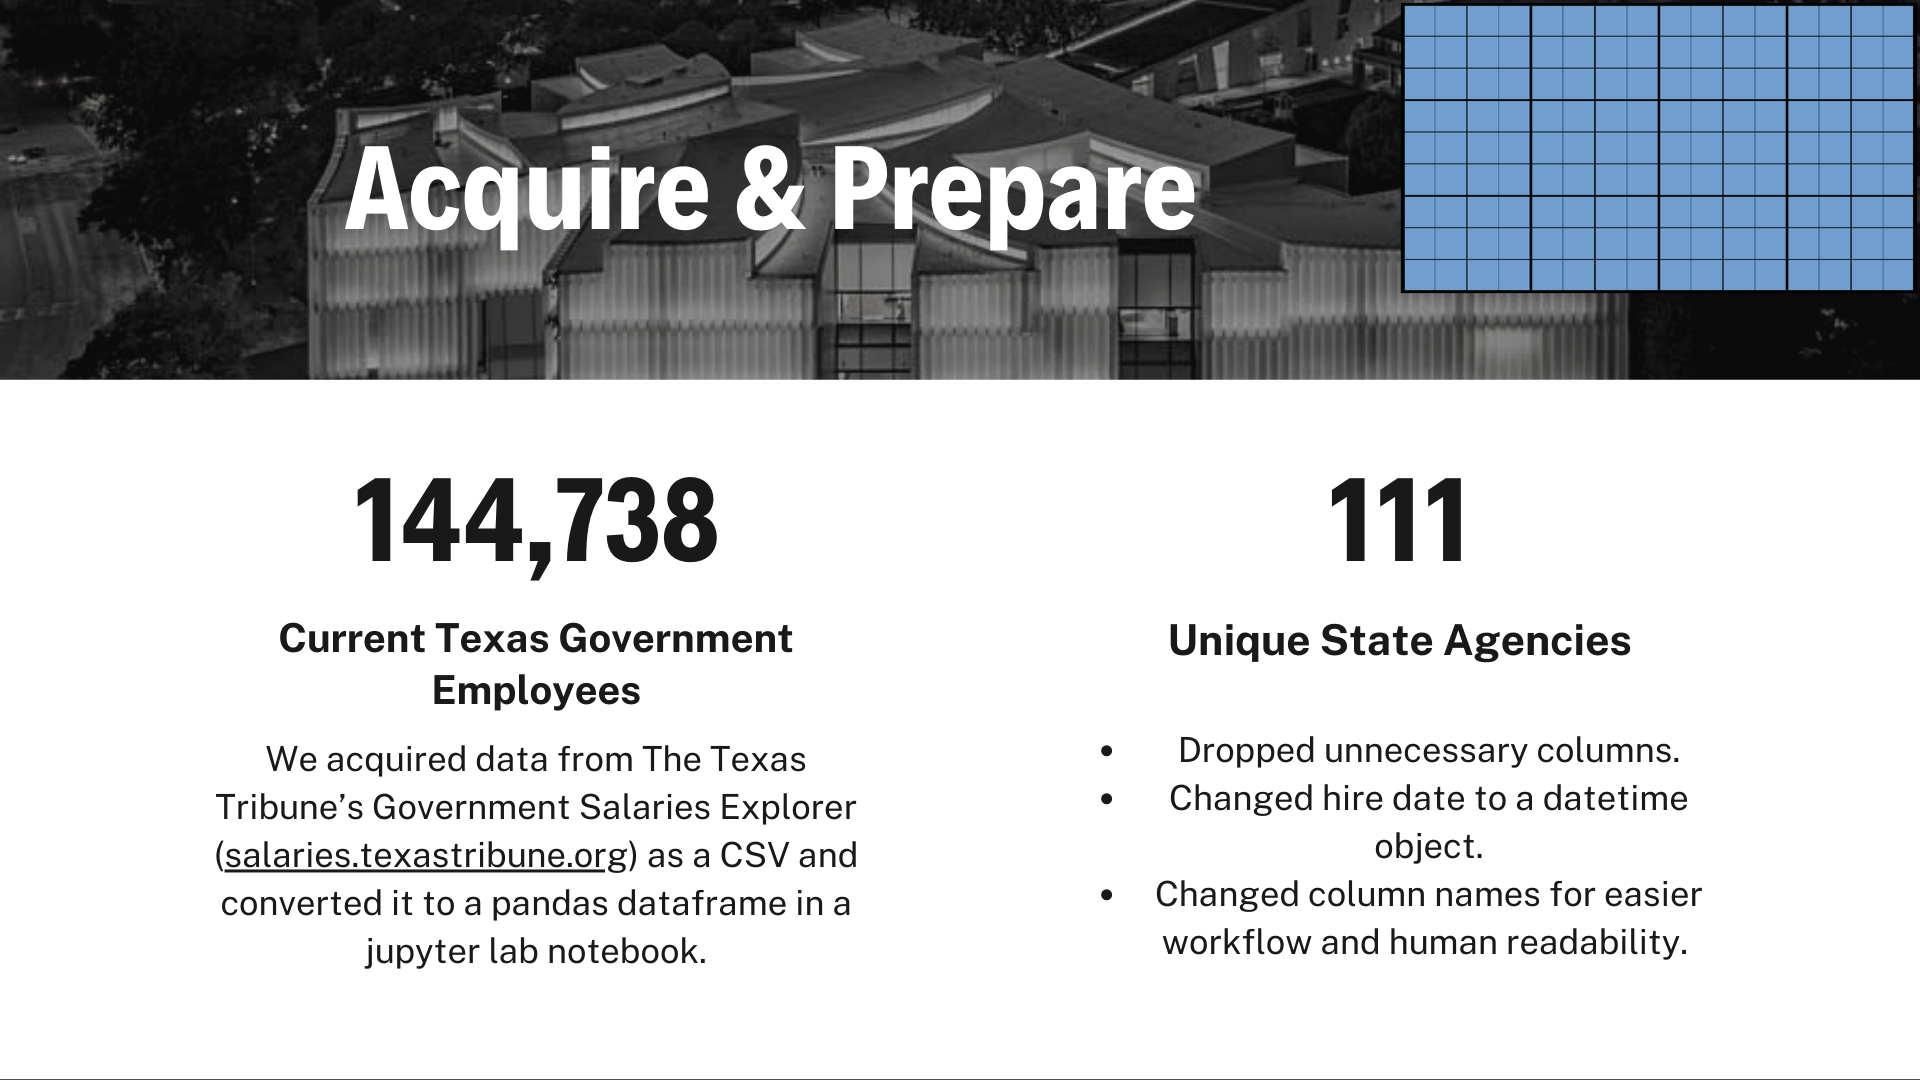 Acquire & Prepare
144,738
Current Texas Government
Employees
We acquired data from The Texas
Tribune’s Government Salaries Explorer
(salaries.texastribune.org) as a CSV and
converted it to a pandas dataframe in a
jupyter lab notebook.
111
Unique State Agencies
• Dropped unnecessary columns.
• Changed hire date to a datetime
object.
• Changed column names for easier
workflow and human readability.